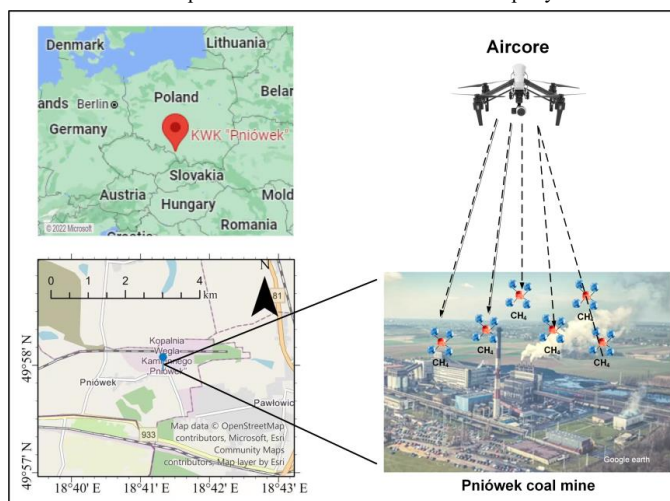 Denmark
Lithuania
Poland
ands
Berlin
Belar
Germany
KWK "Pniówek"
Slovakia
Austria
Hungary
Mold
Romania
© 2022 Microsoft
Aircore
CH₄
CH₄
CH₄
CH₄
CH₄
CH₄
Google earth
Pniówek coal mine
N
0 1 2 3 4
km
81
Kopalnia
Węgla
Kamiennego
"Pniówek"
Pniówek
Pawłowic
933
Map data © OpenStreetMap
contributors, Microsoft, Esri
Community Maps
contributors, Map layer by Esri
49°58' N
49°57' N
18°40' E 18°41' E 18°42' E 18°43' E